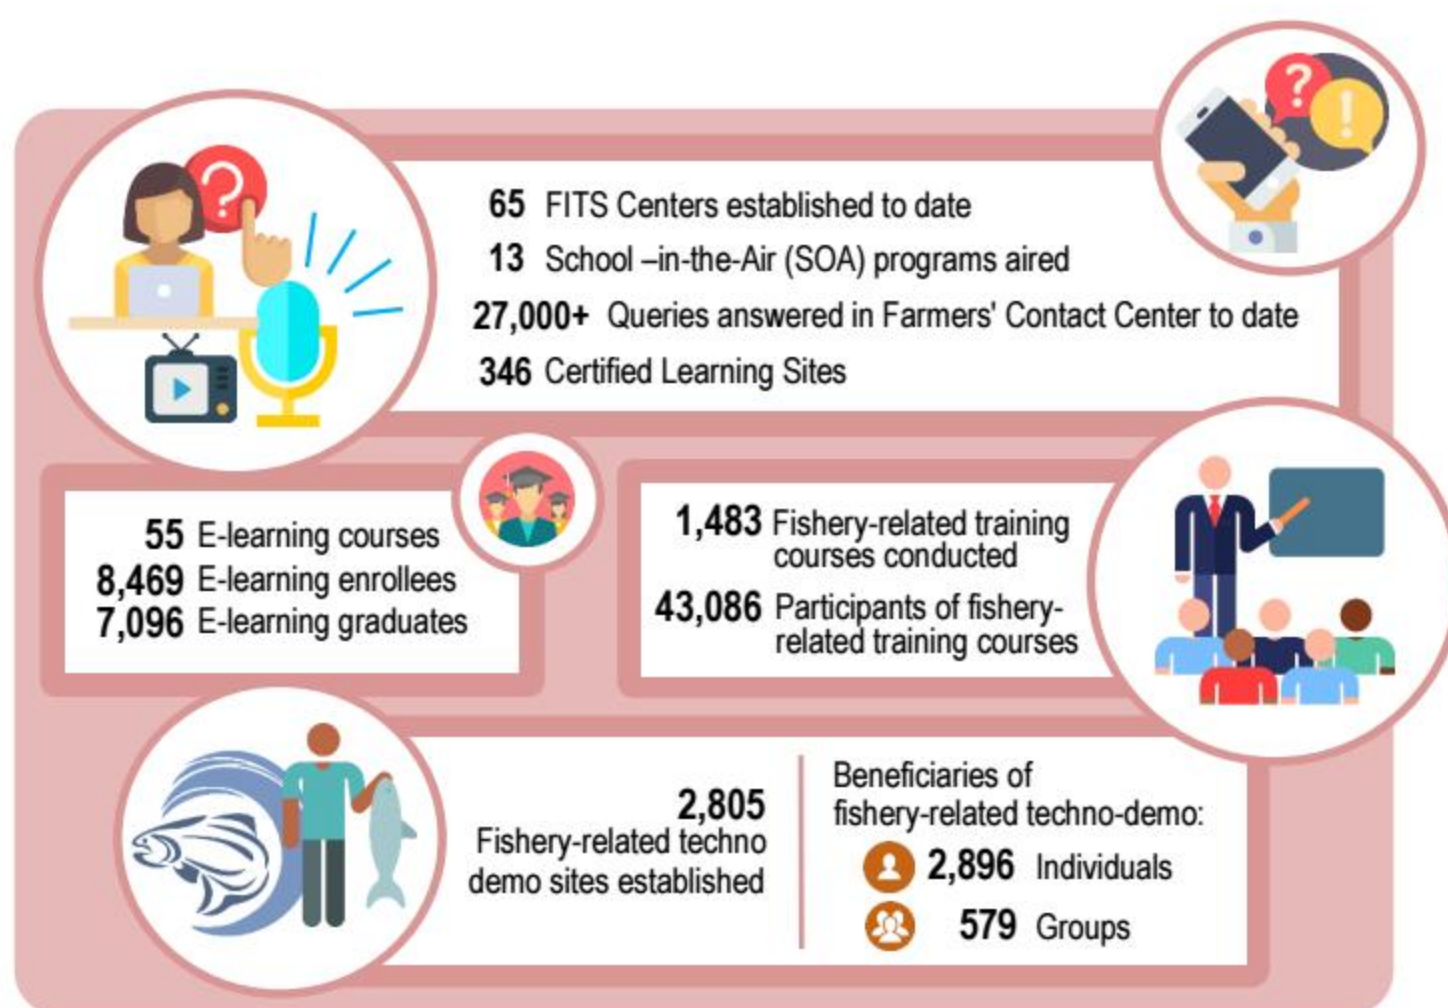 65 FITS Centers established to date
13 School –in-the-Air (SOA) programs aired
27,000+ Queries answered in Farmers' Contact Center to date
346 Certified Learning Sites
55 E-learning courses
8,469 E-learning enrollees
7,096 E-learning graduates
1,483 Fishery-related training
courses conducted
43,086 Participants of fishery-
related training courses
2,805
Fishery-related techno
demo sites established
Beneficiaries of
fishery-related techno-demo:
2,896 Individuals
579 Groups